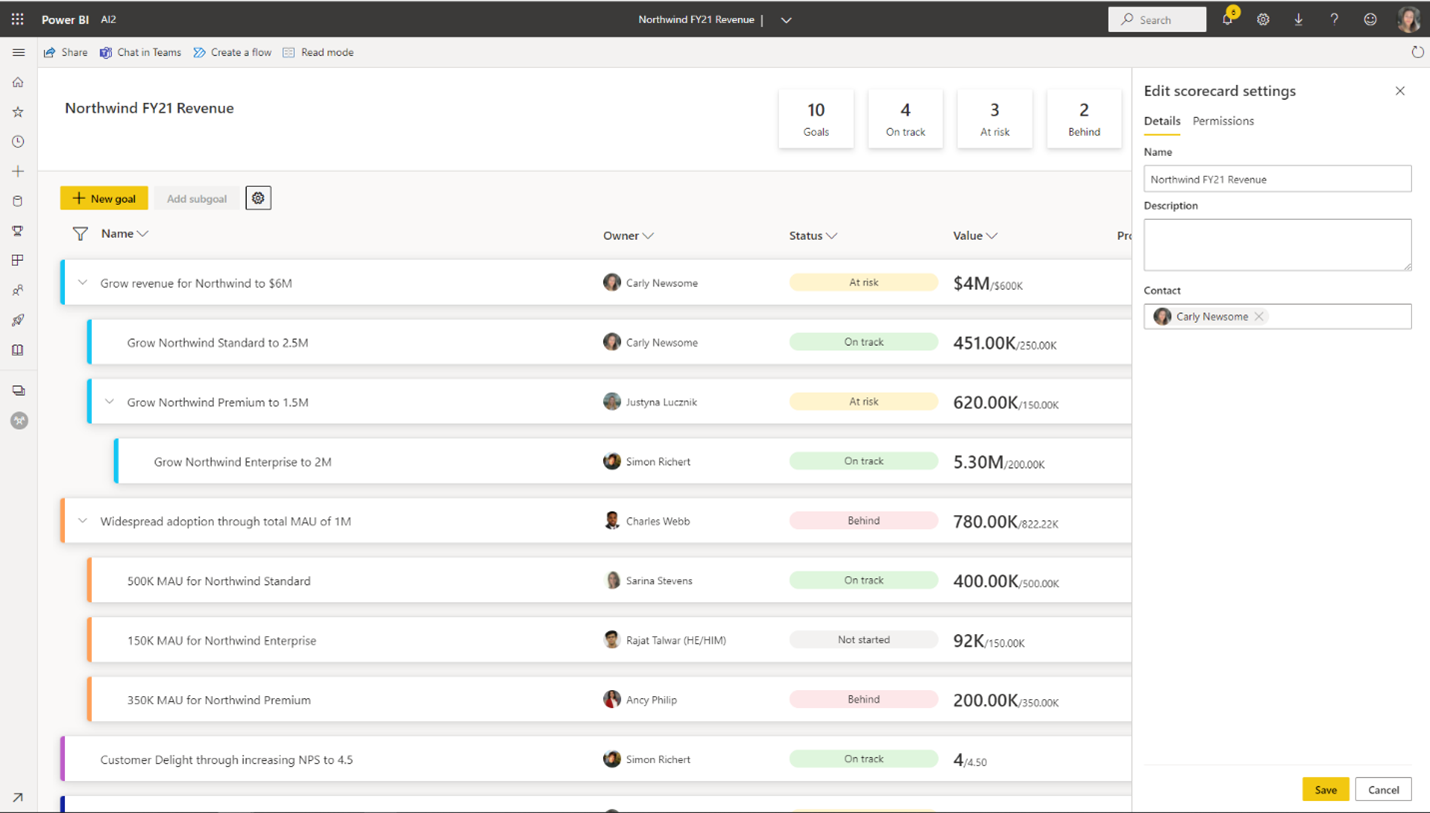 Power BI AI2 Northwind FY21 Revenue | Search 6
Share Chat in Teams Create a flow Read mode
Northwind FY21 Revenue
10 4 3 2
Goals On track At risk Behind
+ New goal Add subgoal
Name Owner Status Value Pro
Grow revenue for Northwind to $6M Carly Newsome At risk $4M/$600K
Grow Northwind Standard to 2.5M Carly Newsome On track 451.00K/250.00K
Grow Northwind Premium to 1.5M Justyna Lucznik At risk 620.00K/150.00K
Grow Northwind Enterprise to 2M Simon Richert On track 5.30M/200.00K
Widespread adoption through total MAU of 1M Charles Webb Behind 780.00K/822.22K
500K MAU for Northwind Standard Sarina Stevens On track 400.00K/500.00K
150K MAU for Northwind Enterprise Rajat Talwar (HE/HIM) Not started 92K/150.00K
350K MAU for Northwind Premium Ancy Philip Behind 200.00K/350.00K
Customer Delight through increasing NPS to 4.5 Simon Richert On track 4/4.50
Edit scorecard settings
Details Permissions
Name
Northwind FY21 Revenue
Description
Contact
Carly Newsome
Save Cancel